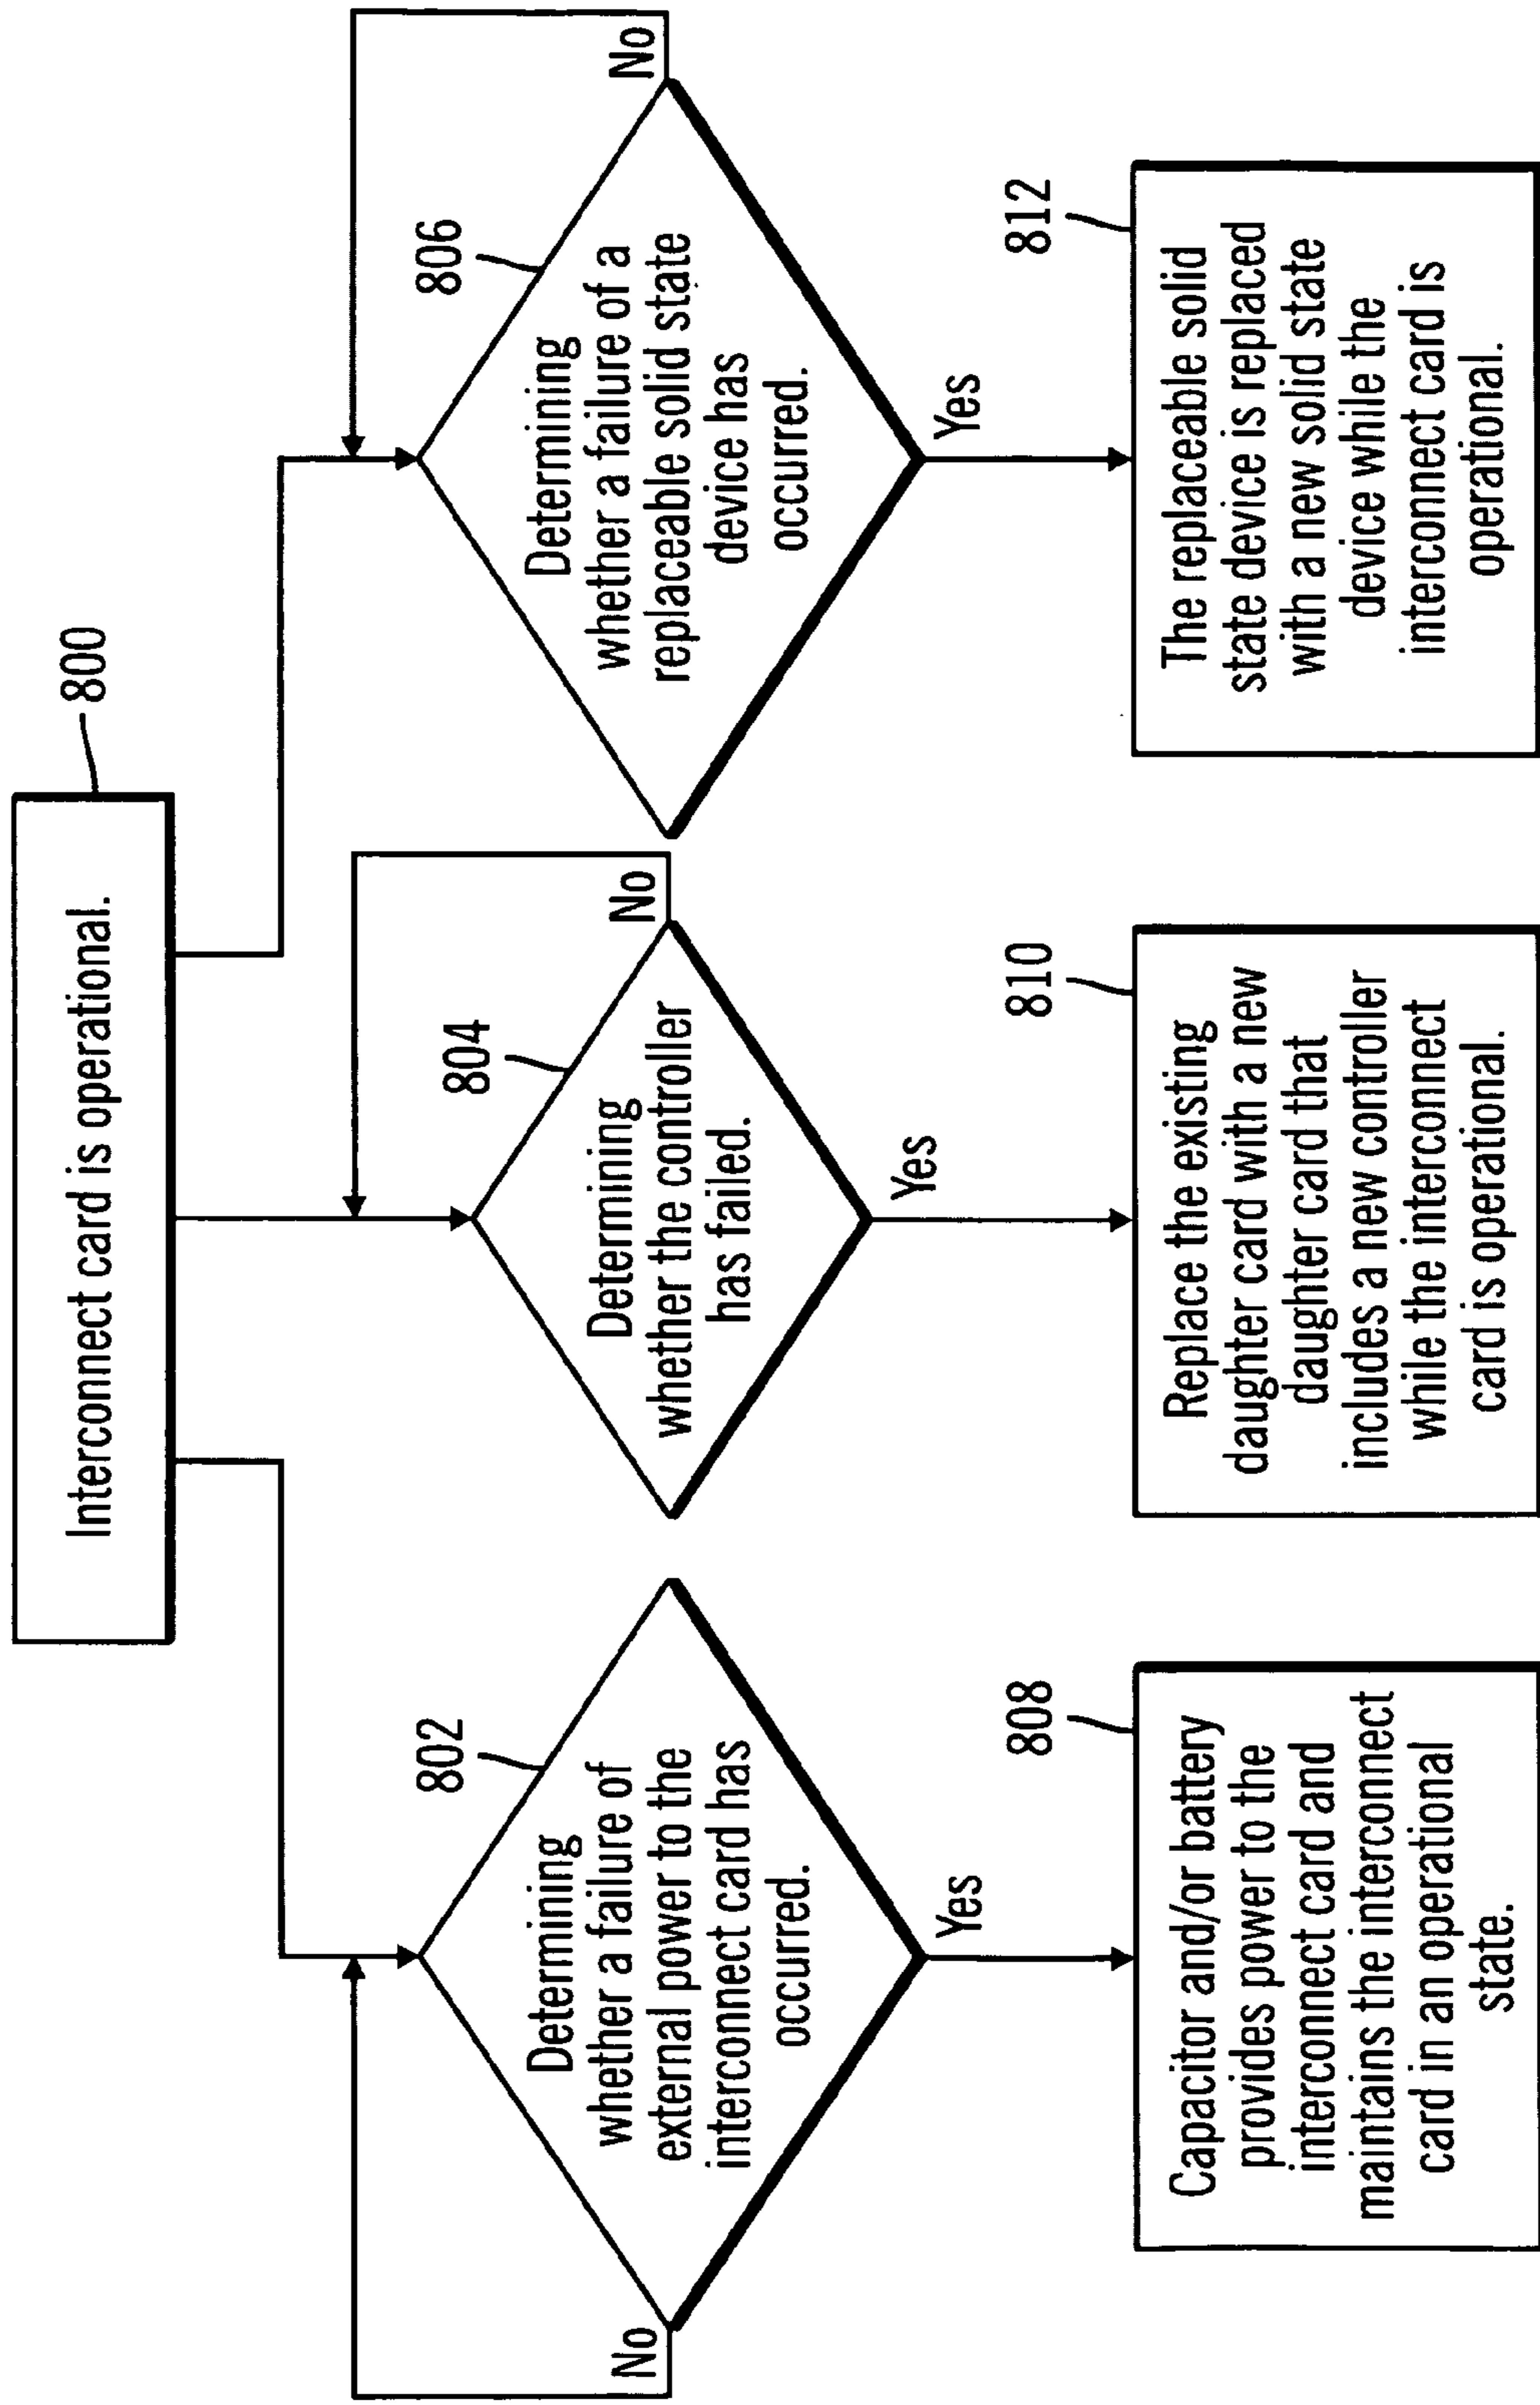 Interconnect card is operational.
800
802
Determining
whether a failure of
external power to the
interconnect card has
occurred.
No
Yes
804
Determining
whether the controller
has failed.
No
Yes
806
Determining
whether a failure of a
replaceable solid state
device has
occurred.
No
Yes
808
Capacitor and/or battery
provides power to the
interconnect card and
maintains the interconnect
card in an operational
state.
810
Replace the existing
daughter card with a new
daughter card that
includes a new controller
while the interconnect
card is operational.
812
The replaceable solid
state device is replaced
with a new solid state
device while the
interconnect card is
operational.